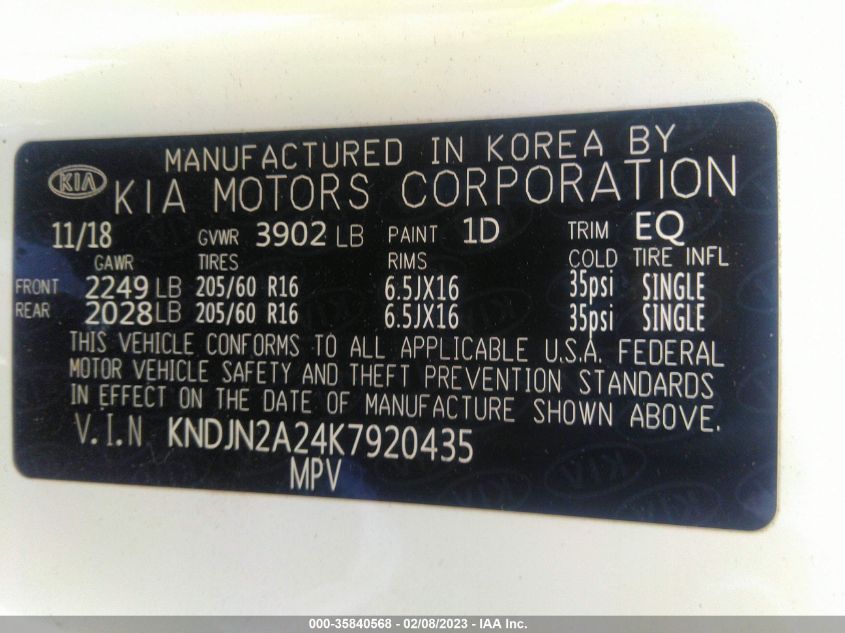 MANUFACTURED IN KOREA BY
KIA KIA MOTORS CORPORATION
11/18 GVWR 3902 LB PAINT 1D TRIM EQ
GAWR TIRES RIMS COLD TIRE INFL
FRONT 2249 LB 205/60 R16 6.5JX16 35psi SINGLE
REAR 2028 LB 205/60 R16 6.5JX16 35psi SINGLE
THIS VEHICLE CONFORMS TO ALL APPLICABLE U.S.A. FEDERAL
MOTOR VEHICLE SAFETY AND THEFT PREVENTION STANDARDS
IN EFFECT ON THE DATE OF MANUFACTURE SHOWN ABOVE.
V.I.N KNDJN2A24K7920435
MPV
000-35840568 - 02/08/2023 - IAA Inc.